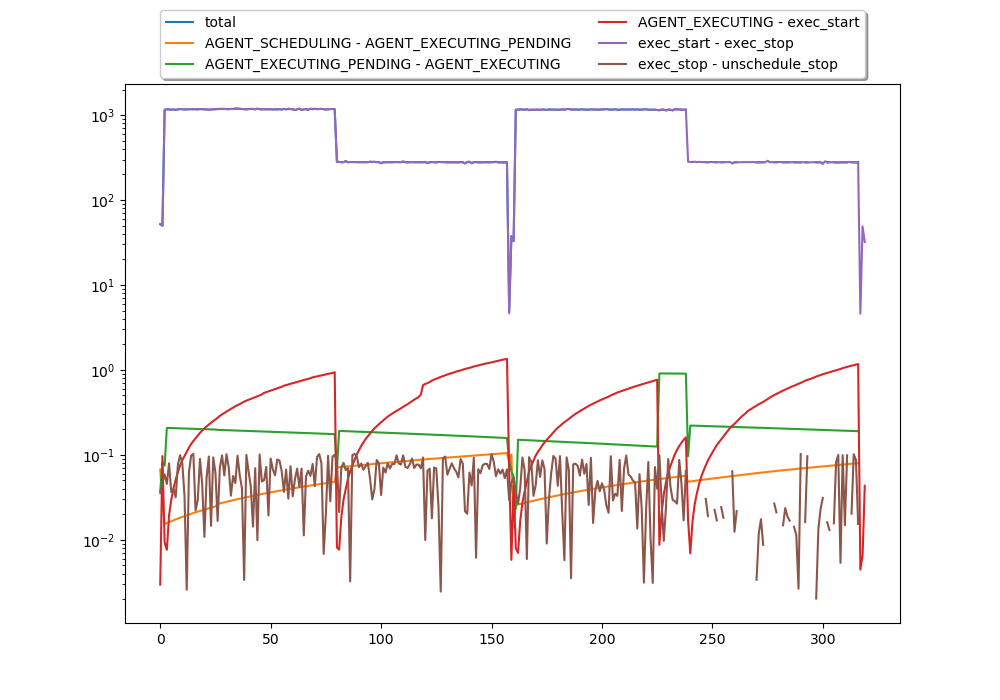 total
AGENT_SCHEDULING - AGENT_EXECUTING_PENDING
AGENT_EXECUTING_PENDING - AGENT_EXECUTING
AGENT_EXECUTING - exec_start
exec_start - exec_stop
exec_stop - unschedule_stop
10³
10²
10¹
10⁰
10⁻¹
10⁻²
0 50 100 150 200 250 300